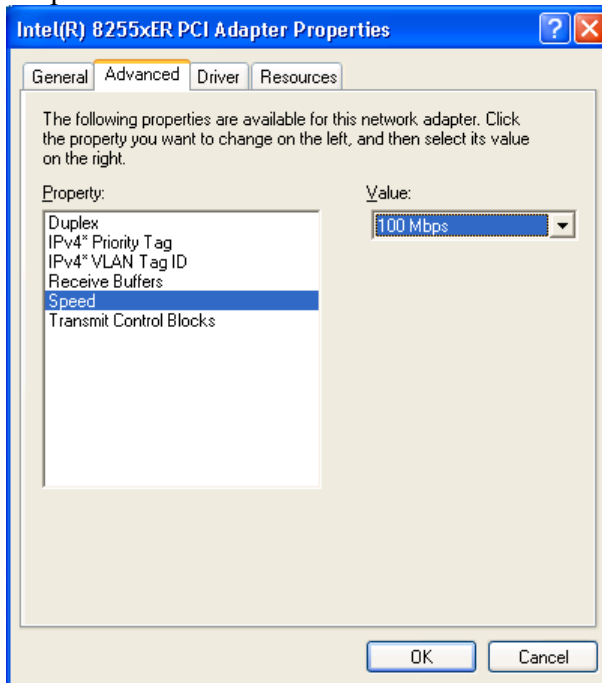 Intel(R) 8255xER PCI Adapter Properties
General Advanced Driver Resources
The following properties are available for this network adapter. Click
the property you want to change on the left, and then select its value
on the right.
Property: Value:
Duplex 100 Mbps
IPv4* Priority Tag
IPv4* VLAN Tag ID
Receive Buffers
Speed
Transmit Control Blocks
OK Cancel